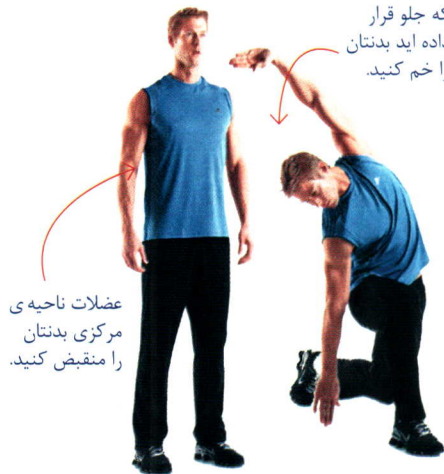 که جلو قرار
داده اید بدنتان
را خم کنید.
عضلات ناحیه ی
مرکزی بدنتان
را منقبض کنید.